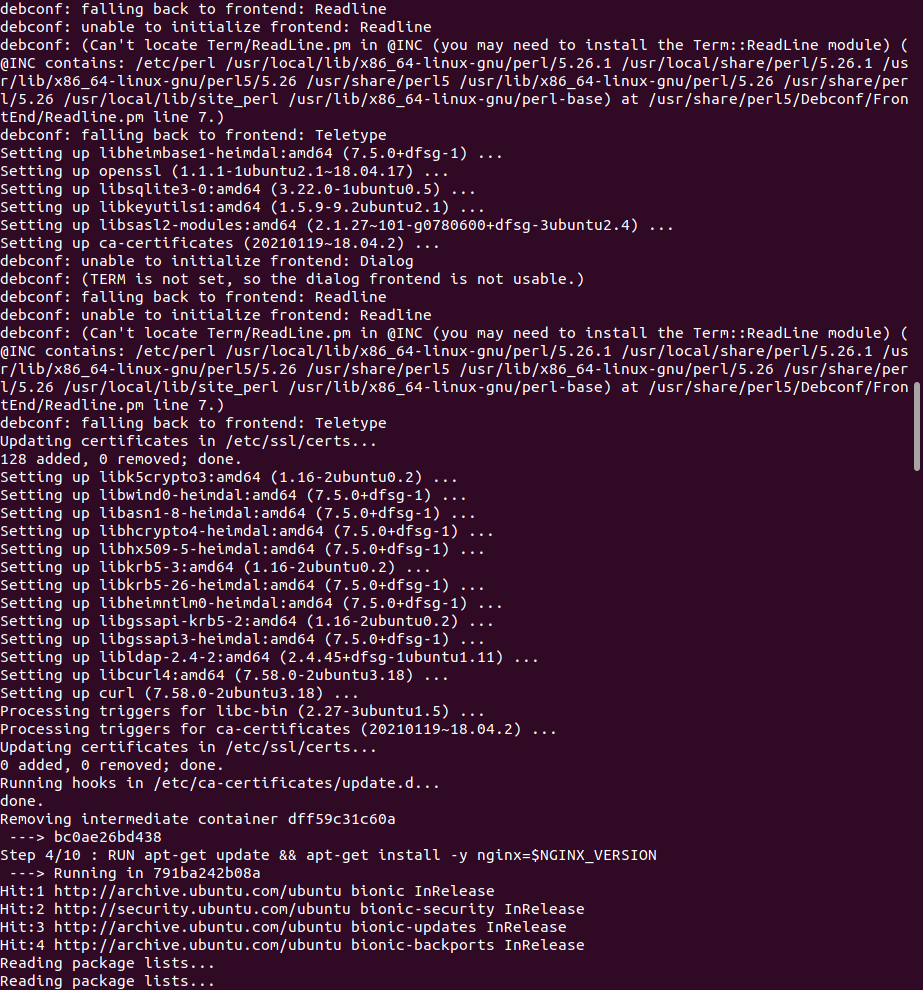 debconf: falling back to frontend: Readline
debconf: unable to initialize frontend: Readline
debconf: (Can't locate Term/ReadLine.pm in @INC (you may need to install the Term::ReadLine module) (
@INC contains: /etc/perl /usr/local/lib/x86_64-linux-gnu/perl/5.26.1 /usr/local/share/perl/5.26.1 /us
r/lib/x86_64-linux-gnu/perl5/5.26 /usr/share/perl5 /usr/lib/x86_64-linux-gnu/perl/5.26 /usr/share/per
l/5.26 /usr/local/lib/site_perl /usr/lib/x86_64-linux-gnu/perl-base) at /usr/share/perl5/Debconf/Fron
tEnd/Readline.pm line 7.)
debconf: falling back to frontend: Teletype
Setting up libheimbase1-heimdal:amd64 (7.5.0+dfsg-1) ...
Setting up openssl (1.1.1-1ubuntu2.1~18.04.17) ...
Setting up libsqlite3-0:amd64 (3.22.0-1ubuntu0.5) ...
Setting up libkeyutils1:amd64 (1.5.9-9.2ubuntu2.1) ...
Setting up libsasl2-modules:amd64 (2.1.27~101-g0780600+dfsg-3ubuntu2.4) ...
Setting up ca-certificates (20210119~18.04.2) ...
debconf: unable to initialize frontend: Dialog
debconf: (TERM is not set, so the dialog frontend is not usable.)
debconf: falling back to frontend: Readline
debconf: unable to initialize frontend: Readline
debconf: (Can't locate Term/ReadLine.pm in @INC (you may need to install the Term::ReadLine module) (
@INC contains: /etc/perl /usr/local/lib/x86_64-linux-gnu/perl/5.26.1 /usr/local/share/perl/5.26.1 /us
r/lib/x86_64-linux-gnu/perl5/5.26 /usr/share/perl5 /usr/lib/x86_64-linux-gnu/perl/5.26 /usr/share/per
l/5.26 /usr/local/lib/site_perl /usr/lib/x86_64-linux-gnu/perl-base) at /usr/share/perl5/Debconf/Fron
tEnd/Readline.pm line 7.)
debconf: falling back to frontend: Teletype
Updating certificates in /etc/ssl/certs...
128 added, 0 removed; done.
Setting up libk5crypto3:amd64 (1.16-2ubuntu0.2) ...
Setting up libwind0-heimdal:amd64 (7.5.0+dfsg-1) ...
Setting up libasn1-8-heimdal:amd64 (7.5.0+dfsg-1) ...
Setting up libhcrypto4-heimdal:amd64 (7.5.0+dfsg-1) ...
Setting up libhx509-5-heimdal:amd64 (7.5.0+dfsg-1) ...
Setting up libkrb5-3:amd64 (1.16-2ubuntu0.2) ...
Setting up libkrb5-26-heimdal:amd64 (7.5.0+dfsg-1) ...
Setting up libheimntlm0-heimdal:amd64 (7.5.0+dfsg-1) ...
Setting up libgssapi-krb5-2:amd64 (1.16-2ubuntu0.2) ...
Setting up libgssapi3-heimdal:amd64 (7.5.0+dfsg-1) ...
Setting up libldap-2.4-2:amd64 (2.4.45+dfsg-1ubuntu1.11) ...
Setting up libcurl4:amd64 (7.58.0-2ubuntu3.18) ...
Setting up curl (7.58.0-2ubuntu3.18) ...
Processing triggers for libc-bin (2.27-3ubuntu1.5) ...
Processing triggers for ca-certificates (20210119~18.04.2) ...
Updating certificates in /etc/ssl/certs...
0 added, 0 removed; done.
Running hooks in /etc/ca-certificates/update.d...
done.
Removing intermediate container dff59c31c60a
 ---> bc0ae26bd438
Step 4/10 : RUN apt-get update && apt-get install -y nginx=$NGINX_VERSION
 ---> Running in 791ba242b08a
Hit:1 http://archive.ubuntu.com/ubuntu bionic InRelease
Hit:2 http://security.ubuntu.com/ubuntu bionic-security InRelease
Hit:3 http://archive.ubuntu.com/ubuntu bionic-updates InRelease
Hit:4 http://archive.ubuntu.com/ubuntu bionic-backports InRelease
Reading package lists...
Reading package lists...